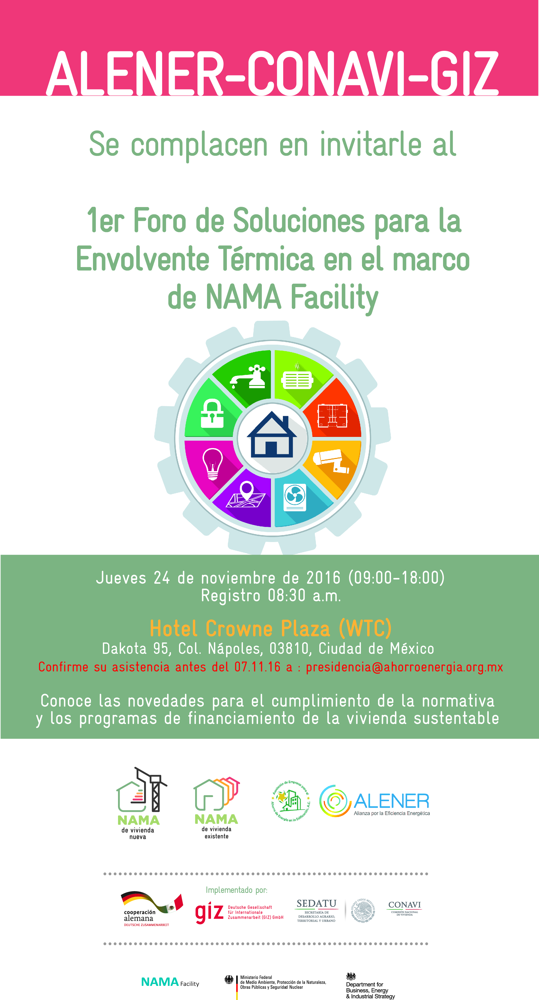 ALENER-CONAVI-GIZ
Se complacen en invitarle al
1er Foro de Soluciones para la
Envolvente Térmica en el marco
de NAMA Facility
Jueves 24 de noviembre de 2016 (09:00-18:00)
Registro 08:30 a.m.
Hotel Crowne Plaza (WTC)
Dakota 95, Col. Nápoles, 03810, Ciudad de México
Confirme su asistencia antes del 07.11.16 a : presidencia@ahorroenergia.org.mx
Conoce las novedades para el cumplimiento de la normativa
y los programas de financiamiento de la vivienda sustentable
NAMA
de vivienda
nueva
NAMA
de vivienda
existente
Asociación de Empresas para el
Ahorro de Energía en la Edificación, A.C.
ALENER
Alianza por la Eficiencia Energética
cooperación
alemana
DEUTSCHE ZUSAMMENARBEIT
Implementado por:
giz
Deutsche Gesellschaft
für Internationale
Zusammenarbeit (GIZ) GmbH
SEDATU
SECRETARÍA DE
DESARROLLO AGRARIO,
TERRITORIAL Y URBANO
ESTADOS UNIDOS MEXICANOS
CONAVI
COMISIÓN NACIONAL
DE VIVIENDA
NAMA Facility
Ministerio Federal
de Medio Ambiente, Protección de la Naturaleza,
Obras Públicas y Seguridad Nuclear
Department for
Business, Energy
& Industrial Strategy